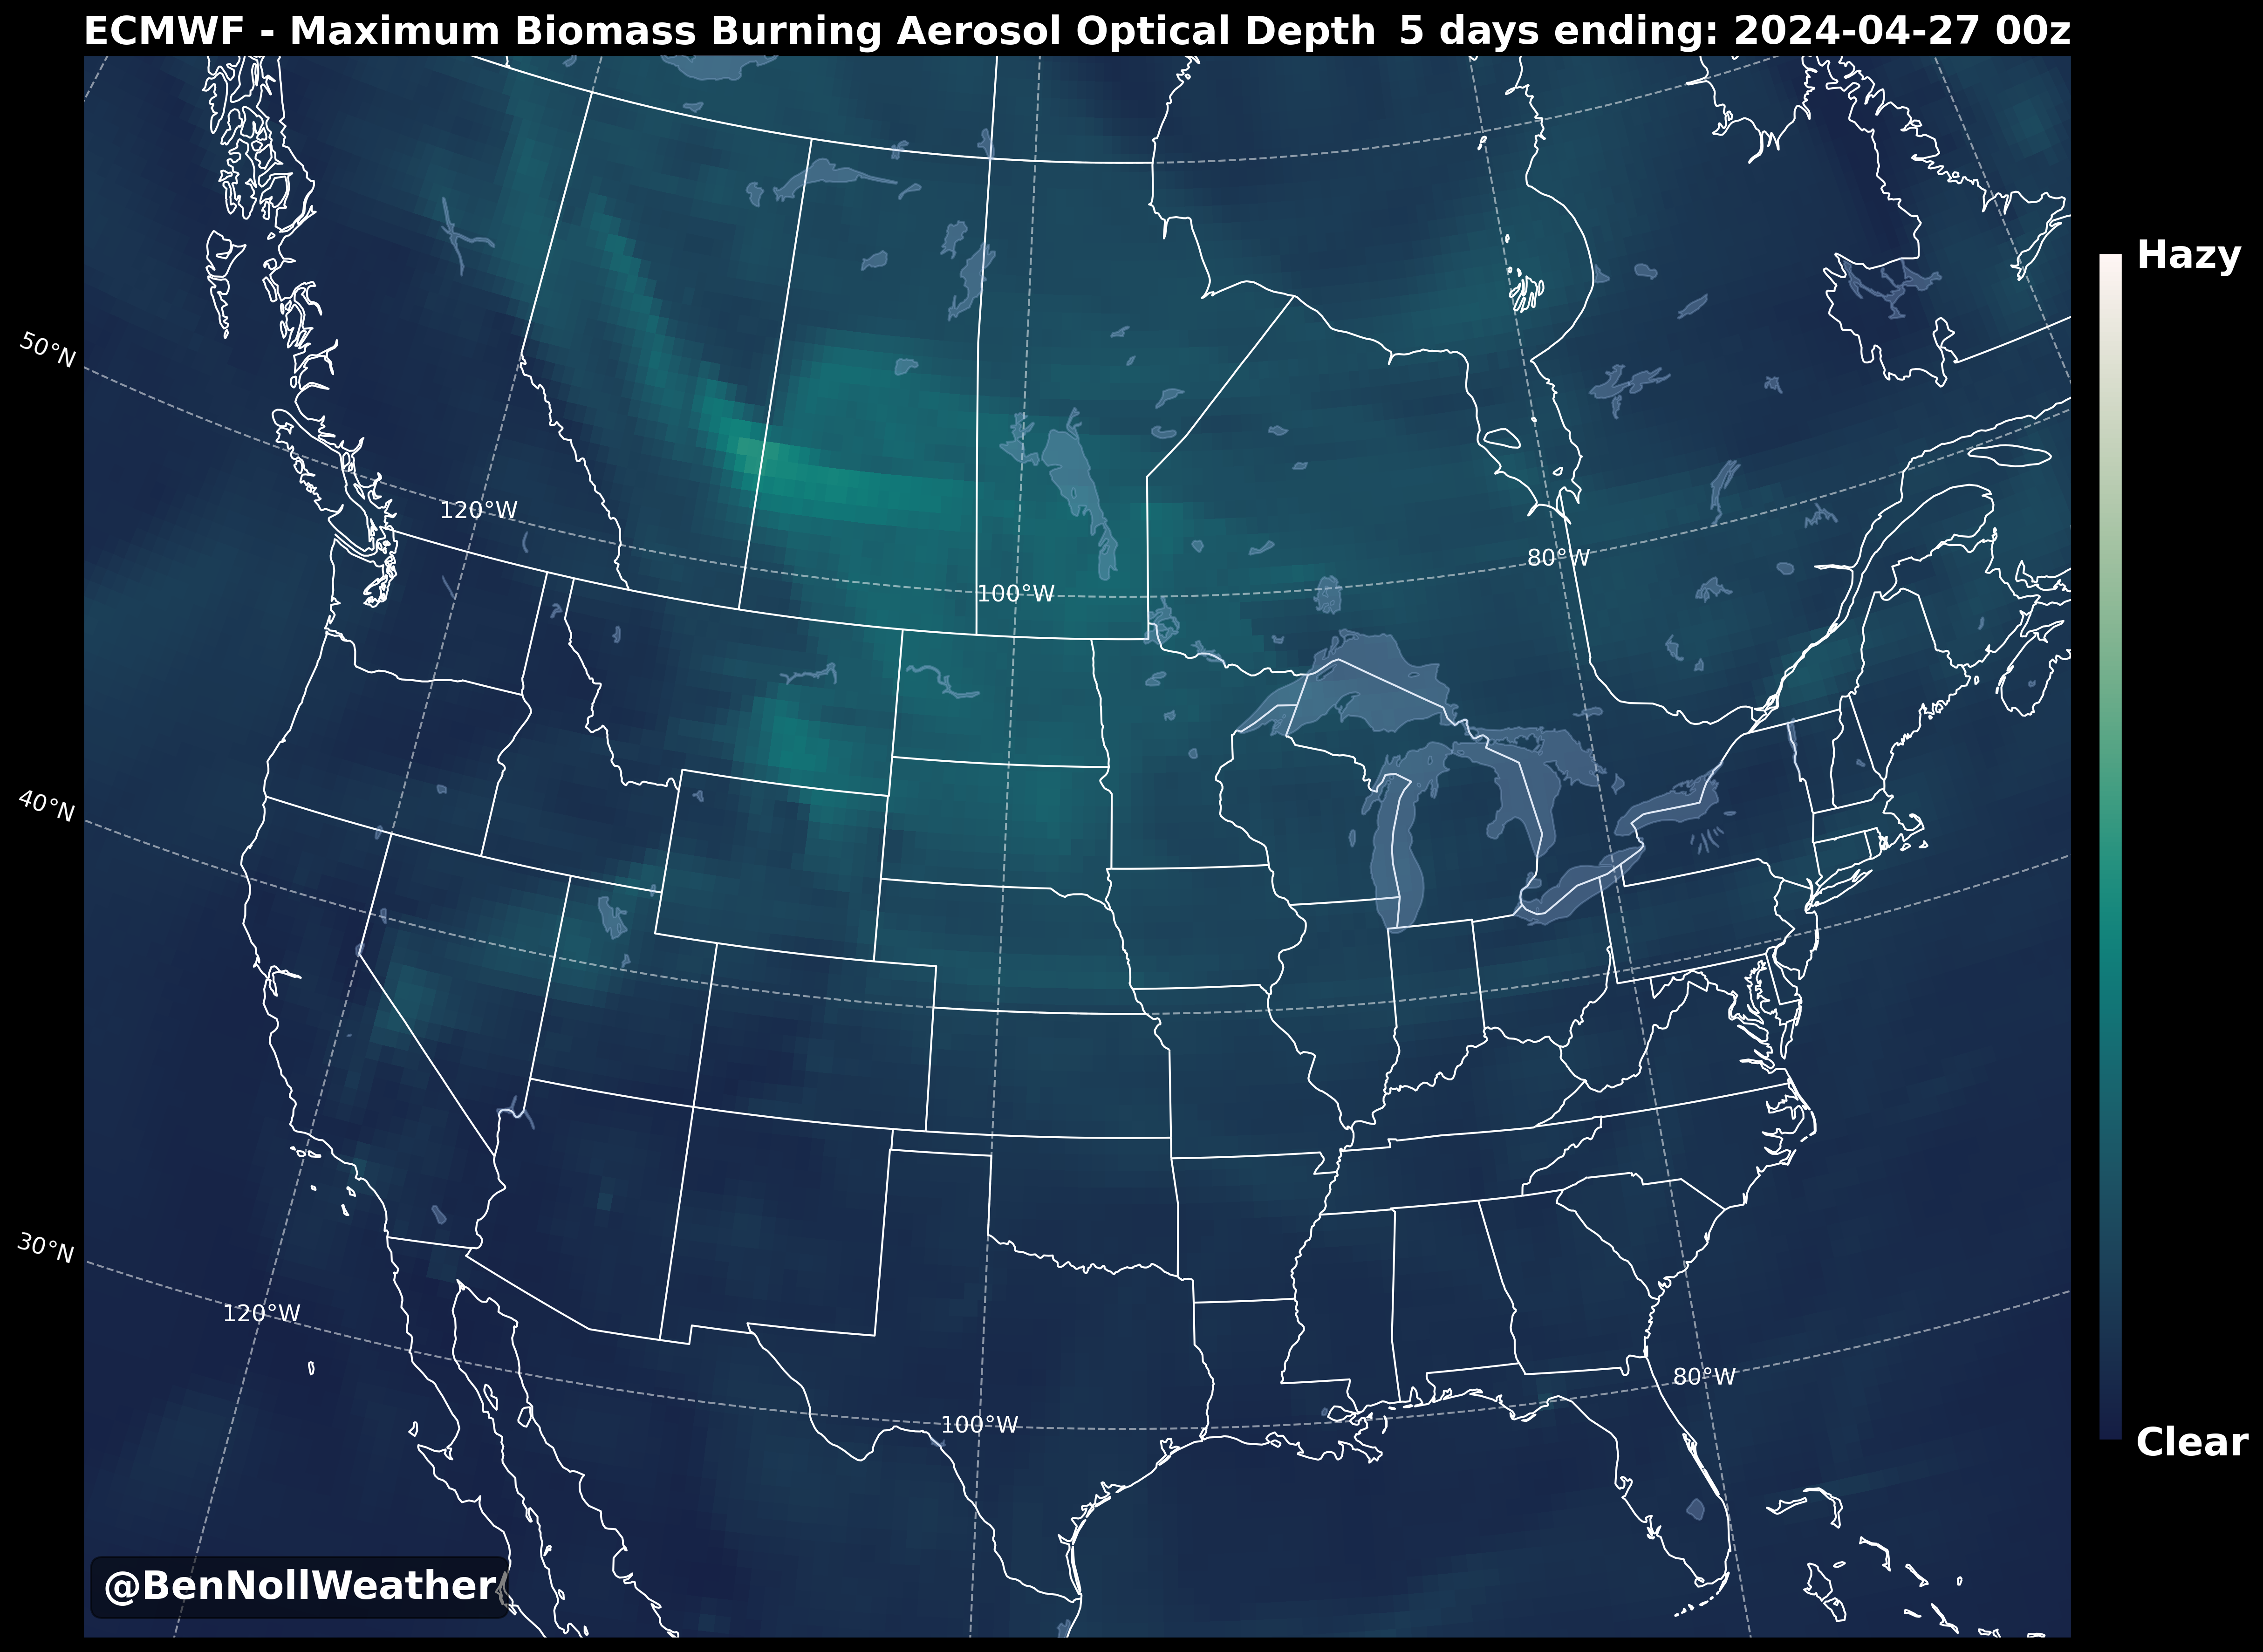 ECMWF - Maximum Biomass Burning Aerosol Optical Depth 5 days ending: 2024-04-27 00z
Hazy
50°N
120°W
80°W
100°W
40°N
30°N
120°W
80°W
100°W
Clear
@BenNollWeather